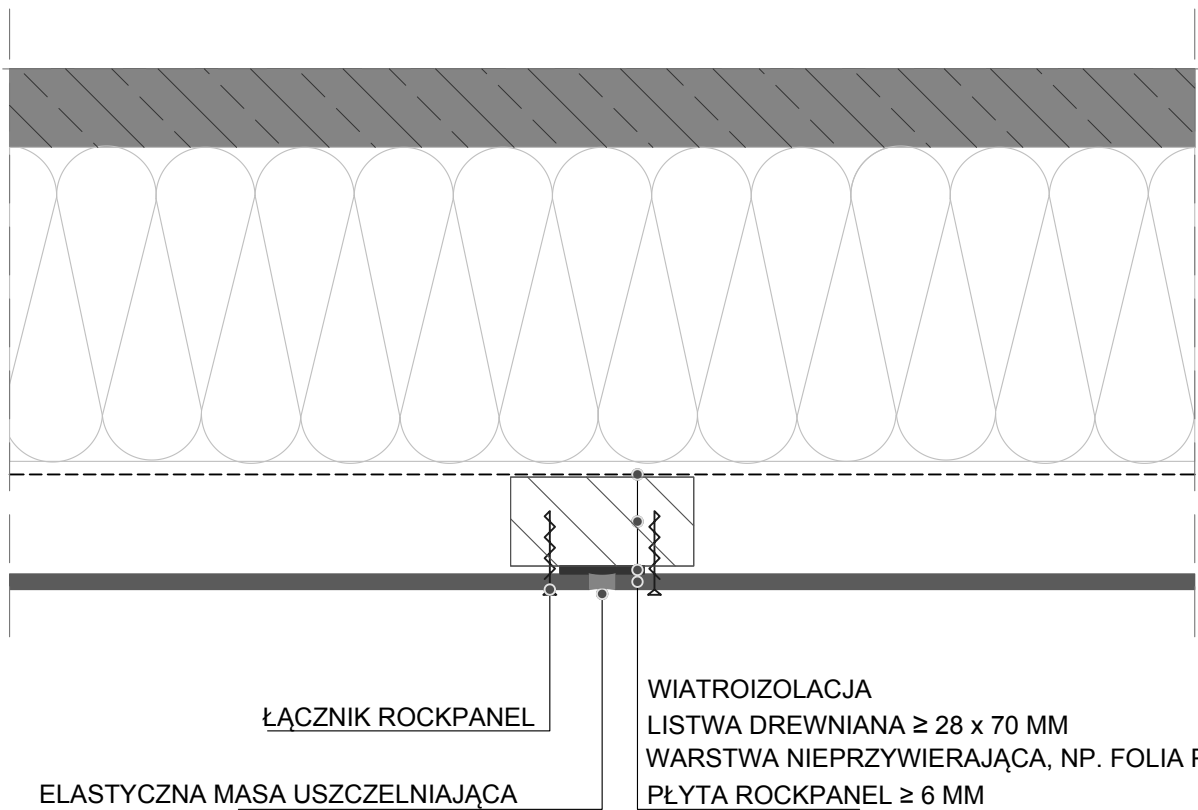 ŁĄCZNIK ROCKPANEL
ELASTYCZNA MASA USZCZELNIAJĄCA
WIATROIZOLACJA
LISTWA DREWNIANA ≥ 28 x 70 MM
WARSTWA NIEPRZYWIERAJĄCA, NP. FOLIA
PŁYTA ROCKPANEL ≥ 6 MM